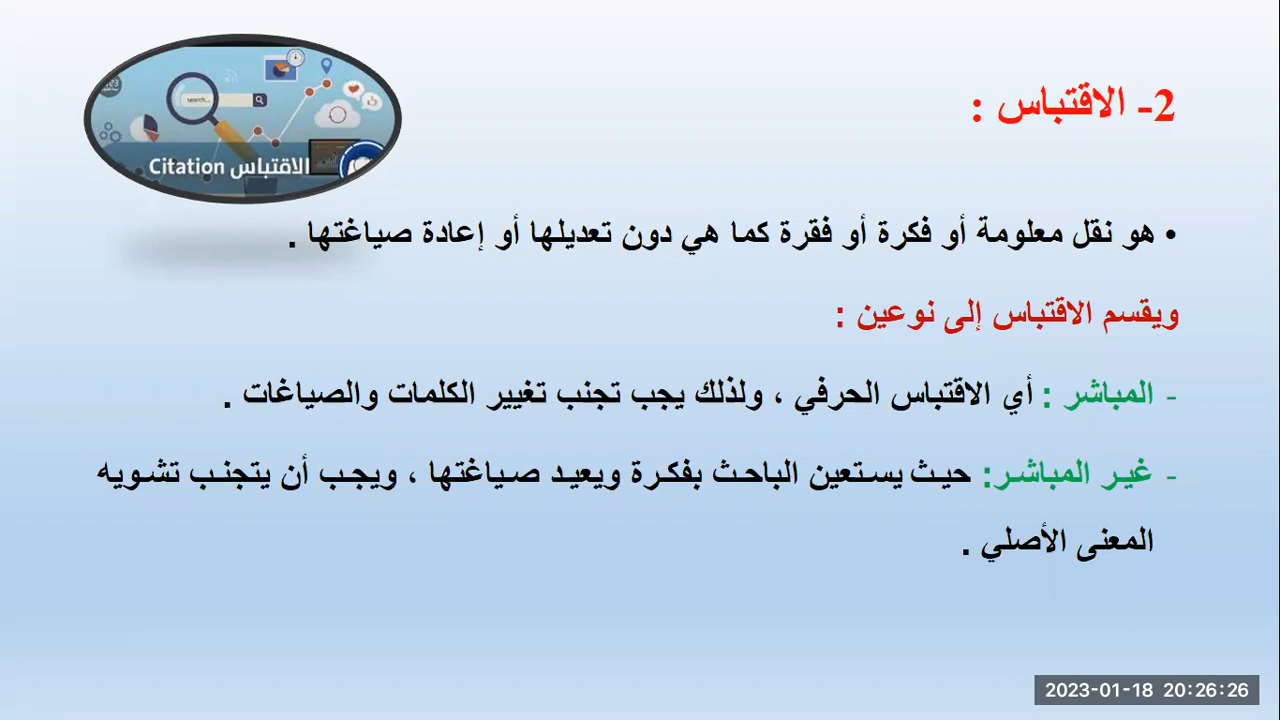 2- الاقتباس :
search...
الاقتباس Citation
• هو نقل معلومة أو فكرة أو فقرة كما هي دون تعديلها أو إعادة صياغتها .
ويقسم الاقتباس إلى نوعين :
- المباشر : أي الاقتباس الحرفي ، ولذلك يجب تجنب تغيير الكلمات والصياغات .
- غير المباشر: حيث يستعين الباحث بفكرة ويعيد صياغتها ، ويجب أن يتجنب تشويه
المعنى الأصلي .
2023-01-18 20:26:26